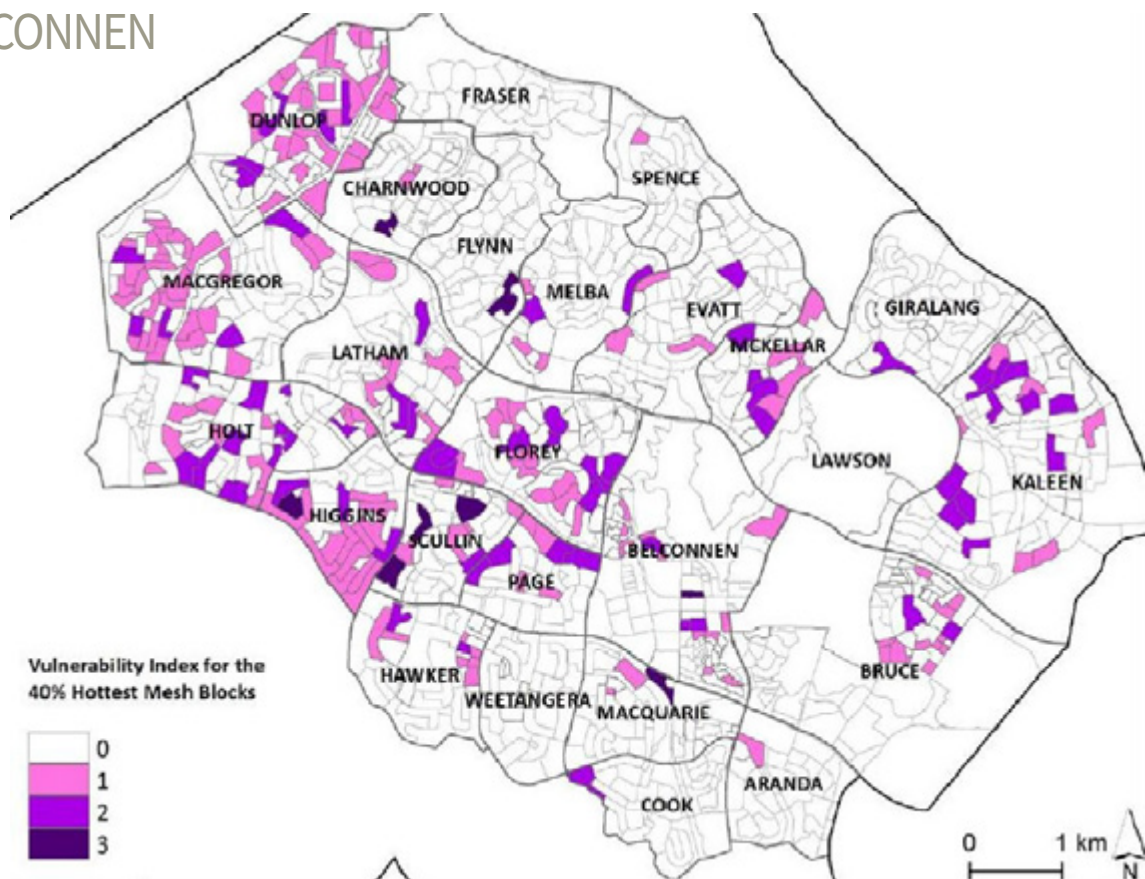 CONNEN
FRASER
DUNLOP
SPENCE
CHARNWOOD
FLYNN
MACGREGOR
MELBA
EVATT
GIRALANG
LATHAM
MCKELLAR
HOLT
FLOREY
LAWSON
KALEEN
HIGGINS
SCULLIN
BELCONNEN
PAGE
HAWKER
WEETANGERA
MACQUARIE
BRUCE
ARANDA
COOK
Vulnerability Index for the
40% Hottest Mesh Blocks
0
1
2
3
0 1 km
N